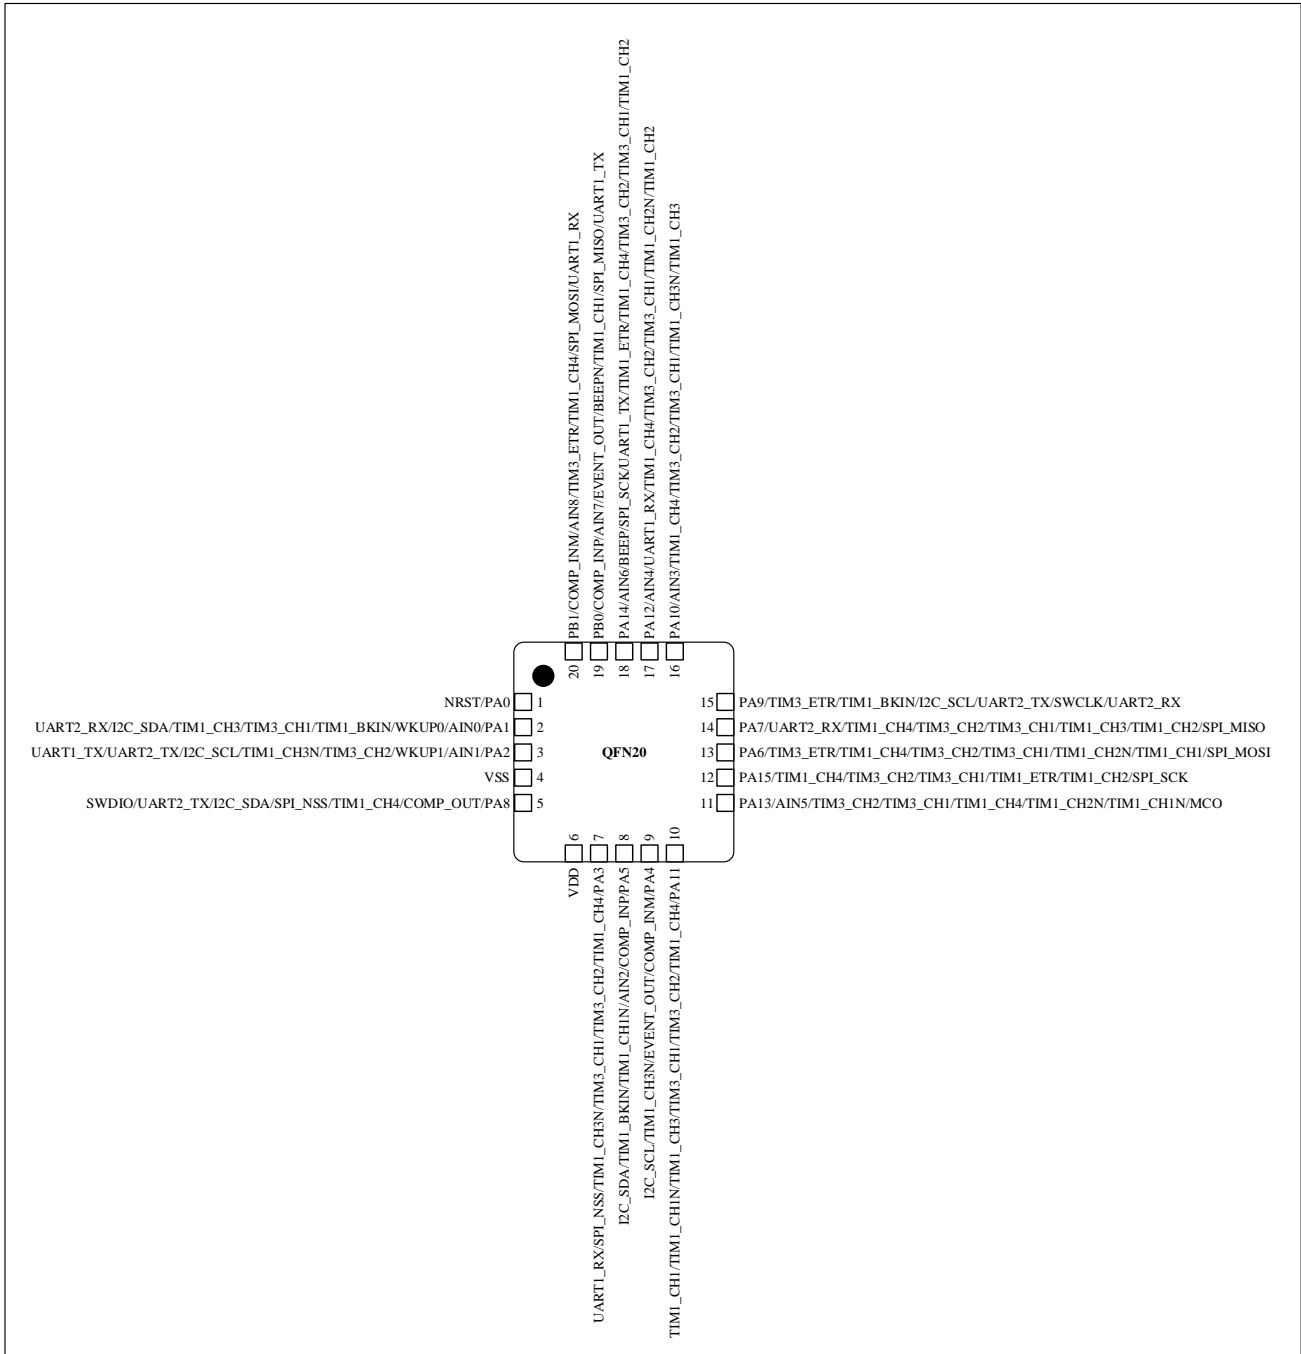 PB1/COMP_INM/AIN8/TIM3_ETR/TIM1_CH4/SPI_MOSI/UART1_RX
PB0/COMP_INP/AIN7/EVENT_OUT/BEEPN/TIM1_CH1/SPI_MISO/UART1_TX
PA14/AIN6/BEEP/SPI_SCK/UART1_TX/TIM1_ETR/TIM1_CH4/TIM3_CH2/TIM3_CH1/TIM1_CH2
PA12/AIN4/UART1_RX/TIM1_CH4/TIM3_CH2/TIM3_CH1/TIM1_CH2N/TIM1_CH2
PA10/AIN3/TIM1_CH4/TIM3_CH2/TIM3_CH1/TIM1_CH3N/TIM1_CH3
20 19 18 17 16
NRST/PA0 1
UART2_RX/I2C_SDA/TIM1_CH3/TIM3_CH1/TIM1_BKIN/WKUP0/AIN0/PA1 2
UART1_TX/UART2_TX/I2C_SCL/TIM1_CH3N/TIM3_CH2/WKUP1/AIN1/PA2 3
VSS 4
SWDIO/UART2_TX/I2C_SDA/SPI_NSS/TIM1_CH4/COMP_OUT/PA8 5
QFN20
15 PA9/TIM3_ETR/TIM1_BKIN/I2C_SCL/UART2_TX/SWCLK/UART2_RX
14 PA7/UART2_RX/TIM1_CH4/TIM3_CH2/TIM3_CH1/TIM1_CH3/TIM1_CH2/SPI_MISO
13 PA6/TIM3_ETR/TIM1_CH4/TIM3_CH2/TIM3_CH1/TIM1_CH2N/TIM1_CH1/SPI_MOSI
12 PA15/TIM1_CH4/TIM3_CH2/TIM3_CH1/TIM1_ETR/TIM1_CH2/SPI_SCK
11 PA13/AIN5/TIM3_CH2/TIM3_CH1/TIM1_CH4/TIM1_CH2N/TIM1_CH1N/MCO
6 7 8 9 10
VDD
UART1_RX/SPI_NSS/TIM1_CH3N/TIM3_CH1/TIM3_CH2/TIM1_CH4/PA3
I2C_SDA/TIM1_BKIN/TIM1_CH1N/AIN2/COMP_INP/PA5
I2C_SCL/TIM1_CH3N/EVENT_OUT/COMP_INM/PA4
TIM1_CH1/TIM1_CH1N/TIM1_CH3/TIM3_CH1/TIM3_CH2/TIM1_CH4/PA11